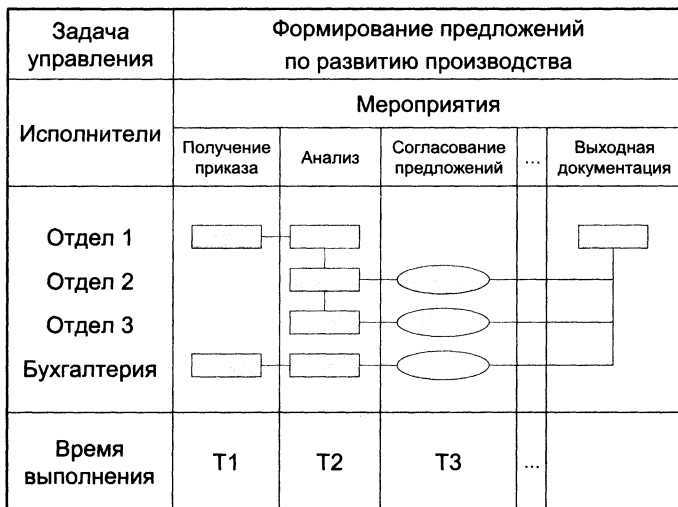 Задача
управления
Формирование предложений
по развитию производства
Исполнители
Мероприятия
Получение
приказа
Анализ
Согласование
предложений
...
Выходная
документация
Отдел 1
Отдел 2
Отдел 3
Бухгалтерия
Время
выполнения
Т1
Т2
Т3
...